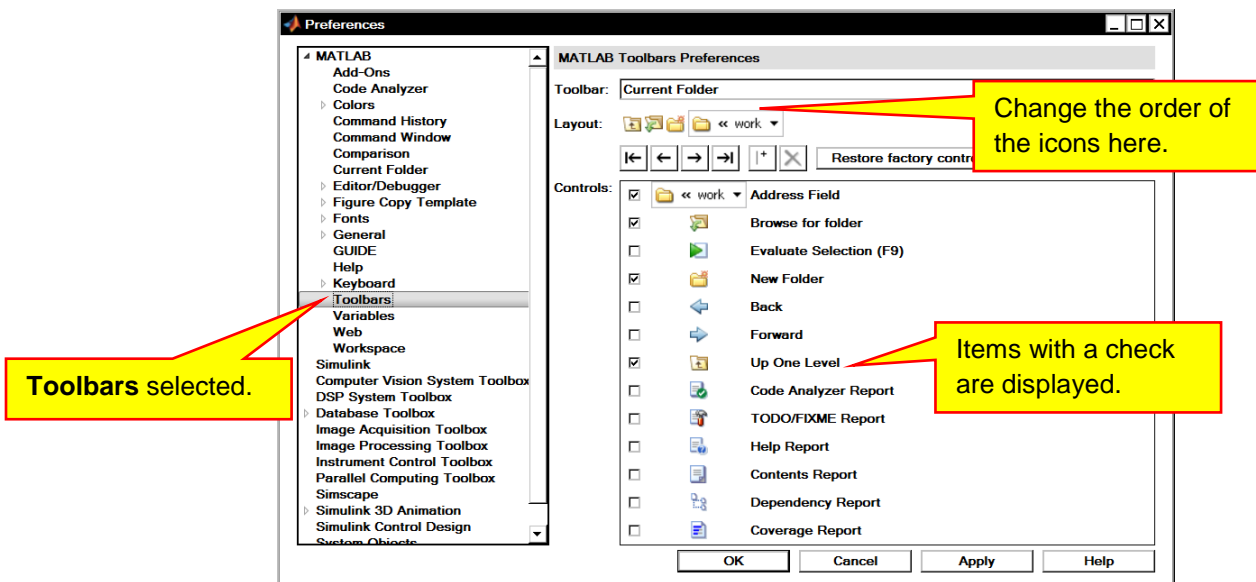 Preferences
MATLAB
Add-Ons
Code Analyzer
Colors
Command History
Command Window
Comparison
Current Folder
Editor/Debugger
Figure Copy Template
Fonts
General
GUIDE
Help
Keyboard
Toolbars
Variables
Web
Workspace
Simulink
Computer Vision System Toolbox
DSP System Toolbox
Database Toolbox
Image Acquisition Toolbox
Image Processing Toolbox
Instrument Control Toolbox
Parallel Computing Toolbox
Simscape
Simulink 3D Animation
Simulink Control Design
System Objects
MATLAB Toolbars Preferences
Toolbar: Current Folder
Layout: « work
Restore factory contro
Controls: « work Address Field
Browse for folder
Evaluate Selection (F9)
New Folder
Back
Forward
Up One Level
Code Analyzer Report
TODO/FIXME Report
Help Report
Contents Report
Dependency Report
Coverage Report
OK Cancel Apply Help
Change the order of
the icons here.
Items with a check
are displayed.
Toolbars selected.